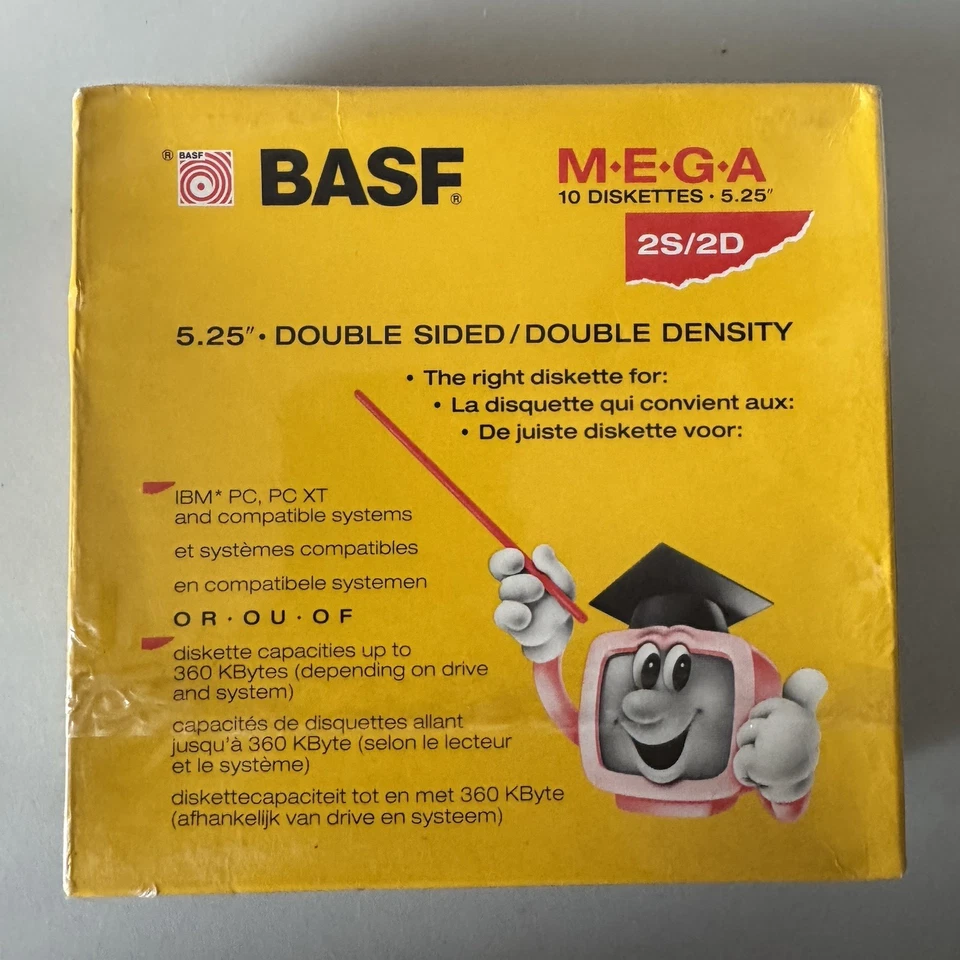 ® BASF BASF®
M·E·G·A
10 DISKETTES · 5.25"
2S/2D
5.25" · DOUBLE SIDED / DOUBLE DENSITY
• The right diskette for:
• La disquette qui convient aux:
• De juiste diskette voor:
IBM* PC, PC XT
and compatible systems
et systèmes compatibles
en compatibele systemen
OR · OU · OF
diskette capacities up to
360 KBytes (depending on drive
and system)
capacités de disquettes allant
jusqu'à 360 KByte (selon le lecteur
et le système)
diskettecapaciteit tot en met 360 KByte
(afhankelijk van drive en systeem)